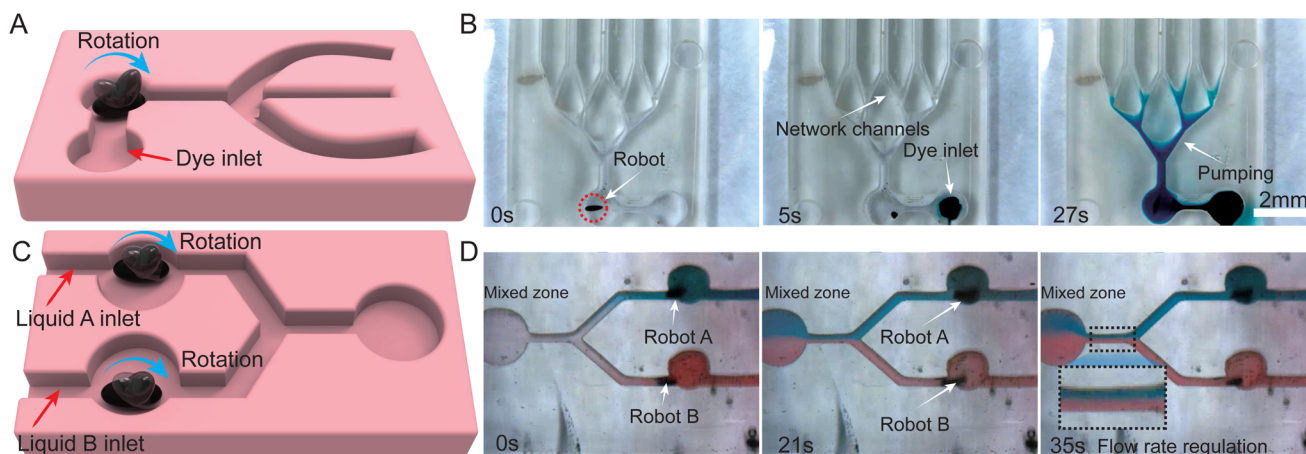 A
Rotation
Dye inlet
B
Robot
0s
Network channels
Dye inlet
5s
Pumping
2mm
27s
C
Rotation
Liquid A inlet
Rotation
Liquid B inlet
D
Mixed zone
Robot A
Robot B
0s
Mixed zone
Robot A
Robot B
21s
Mixed zone
35s
Flow rate regulation